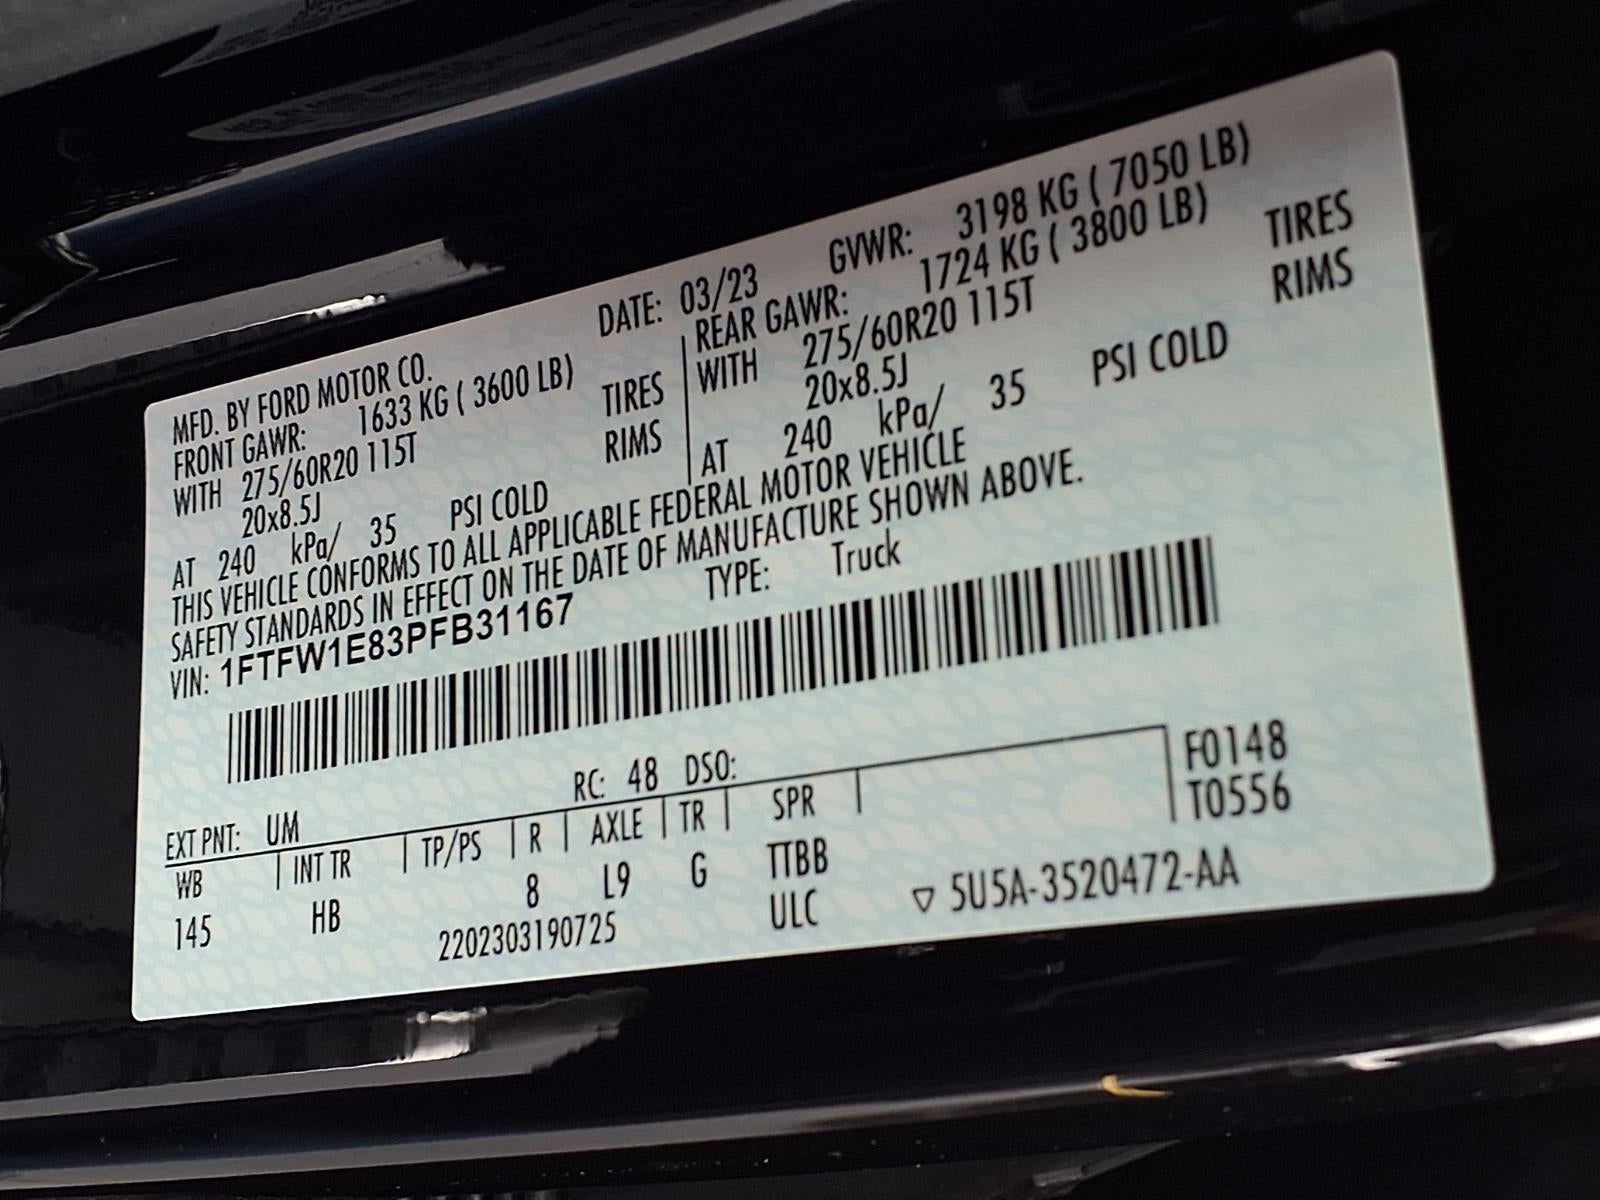 MFD. BY FORD MOTOR CO.
DATE: 03/23 GVWR: 3198 KG ( 7050 LB)
FRONT GAWR: 1633 KG ( 3600 LB)
WITH 275/60R20 115T TIRES
20x8.5J RIMS
AT 240 kPa/ 35 PSI COLD
REAR GAWR: 1724 KG ( 3800 LB)
WITH 275/60R20 115T TIRES
20x8.5J RIMS
AT 240 kPa/ 35 PSI COLD
THIS VEHICLE CONFORMS TO ALL APPLICABLE FEDERAL MOTOR VEHICLE
SAFETY STANDARDS IN EFFECT ON THE DATE OF MANUFACTURE SHOWN ABOVE.
VIN: 1FTFW1E83PFB31167 TYPE: Truck
EXT PNT: UM RC: 48 DSO:
F0148
T0556
WB INT TR TP/PS R AXLE TR SPR
145 HB 8 L9 G TTBB
2202303190725 ULC ▽ 5U5A-3520472-AA